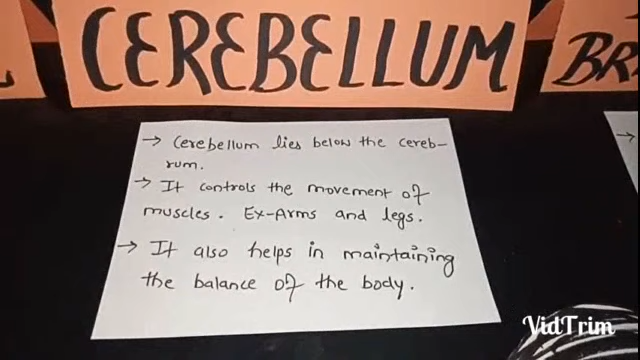 CEREBELLUM
BR
→ Cerebellum lies below the cereb-
rum.
→ It controls the movement of
muscles. Ex-Arms and legs.
→ It also helps in maintaining
the balance of the body.
VidTrim